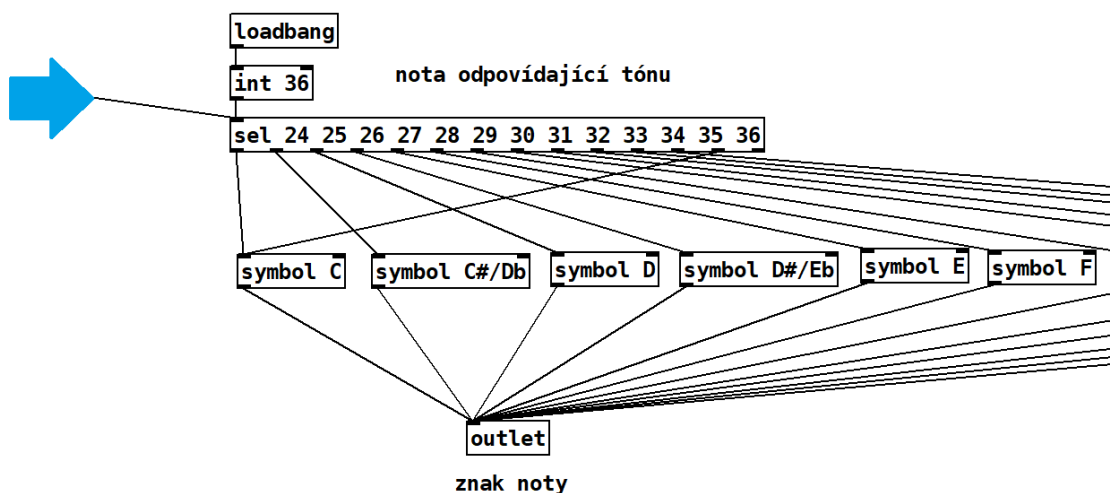 loadbang
int 36
nota odpovídající tónu
sel 24 25 26 27 28 29 30 31 32 33 34 35 36
symbol C
symbol C#/Db
symbol D
symbol D#/Eb
symbol E
symbol F
outlet
znak noty